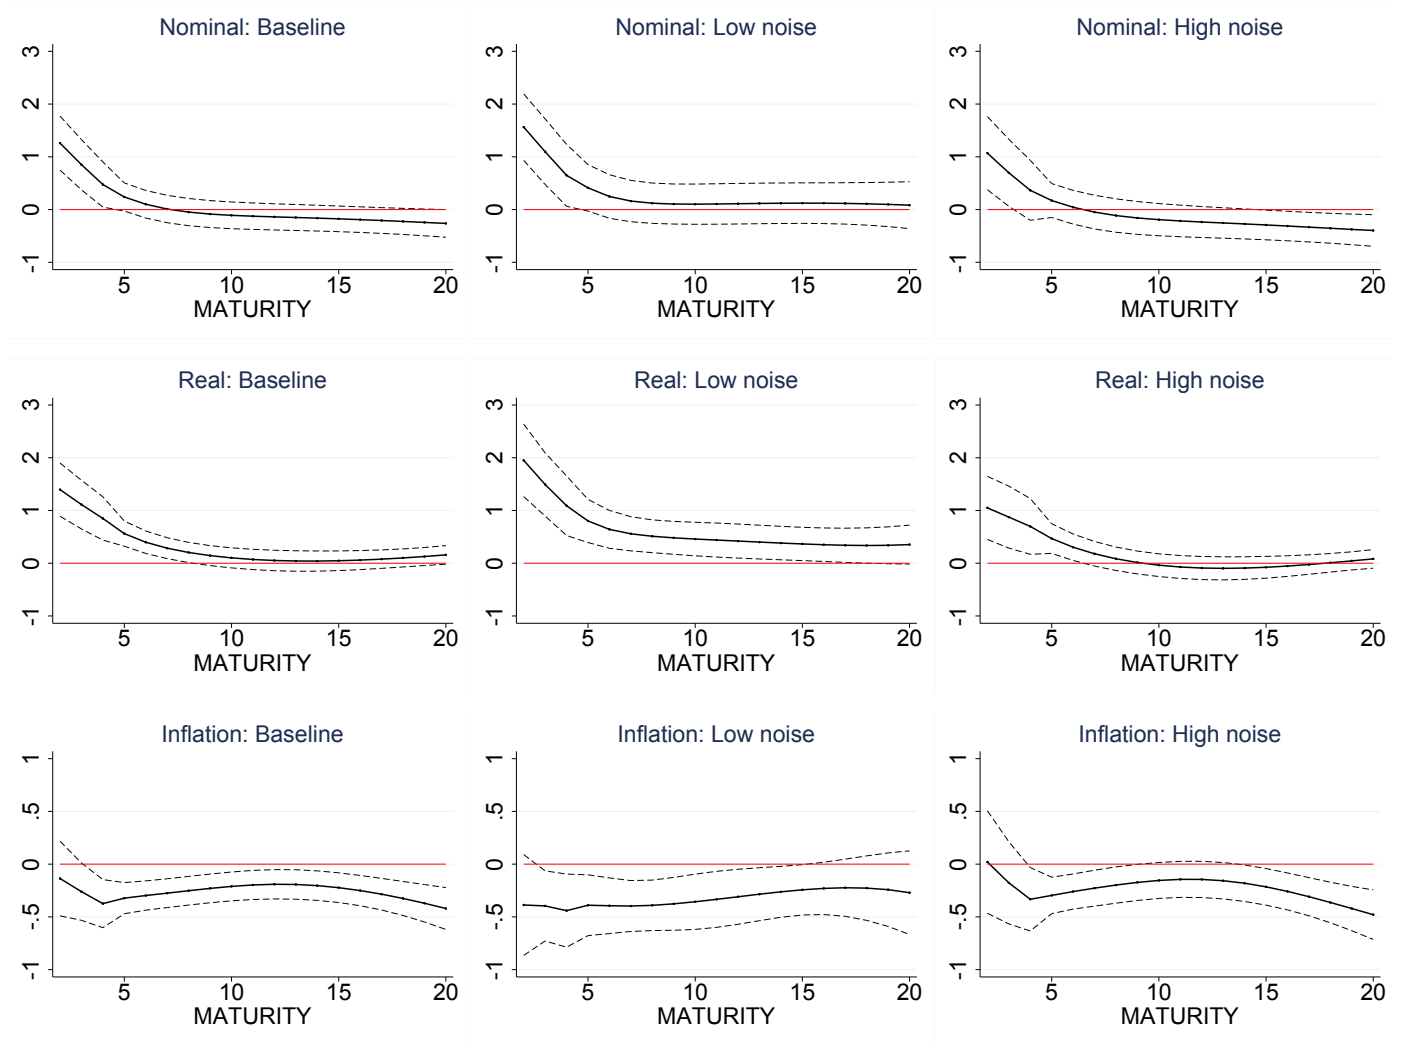 Nominal: Baseline
3
2
1
0
-1
5 10 15 20
MATURITY
Nominal: Low noise
3
2
1
0
-1
5 10 15 20
MATURITY
Nominal: High noise
3
2
1
0
-1
5 10 15 20
MATURITY
Real: Baseline
3
2
1
0
-1
5 10 15 20
MATURITY
Real: Low noise
3
2
1
0
-1
5 10 15 20
MATURITY
Real: High noise
3
2
1
0
-1
5 10 15 20
MATURITY
Inflation: Baseline
1
.5
0
-.5
-1
5 10 15 20
MATURITY
Inflation: Low noise
1
.5
0
-.5
-1
5 10 15 20
MATURITY
Inflation: High noise
1
.5
0
-.5
-1
5 10 15 20
MATURITY